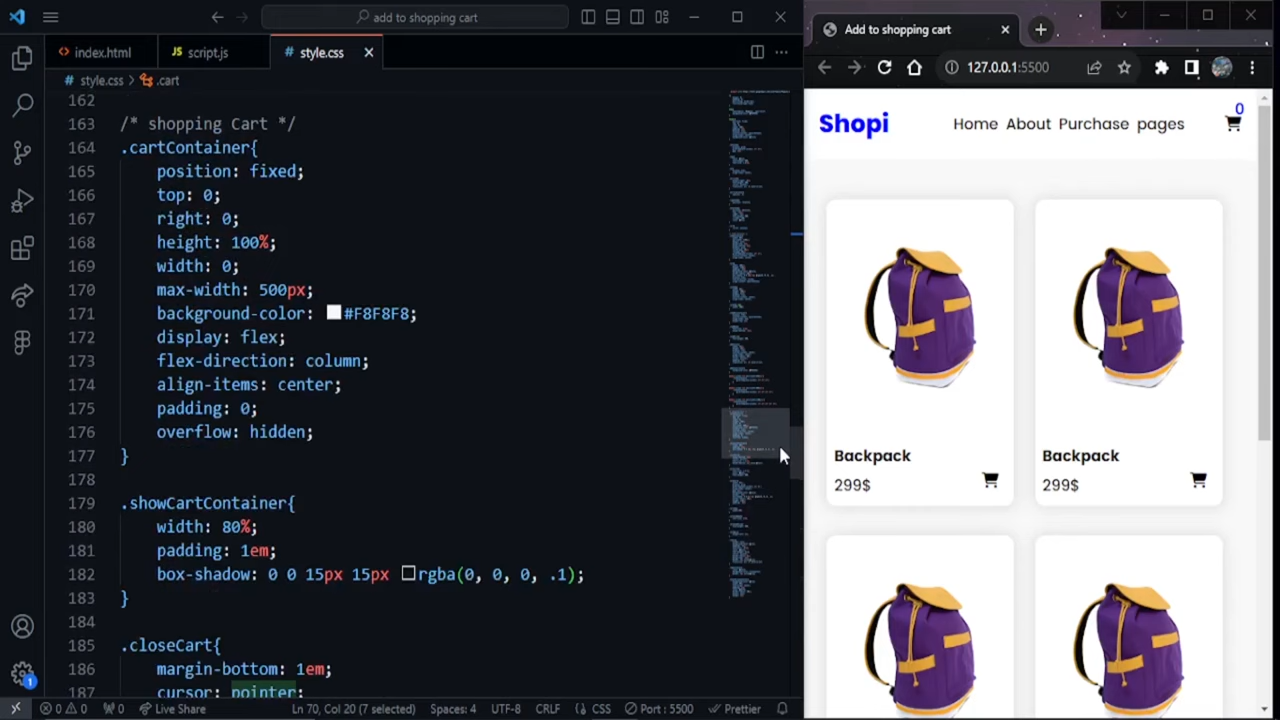 add to shopping cart
index.html
JS script.js
# style.css
# style.css > .cart
162
163 /* shopping Cart */
164 .cartContainer{
165 position: fixed;
166 top: 0;
167 right: 0;
168 height: 100%;
169 width: 0;
170 max-width: 500px;
171 background-color: #F8F8F8;
172 display: flex;
173 flex-direction: column;
174 align-items: center;
175 padding: 0;
176 overflow: hidden;
177 }
178
179 .showCartContainer{
180 width: 80%;
181 padding: 1em;
182 box-shadow: 0 0 15px 15px rgba(0, 0, 0, .1);
183 }
184
185 .closeCart{
186 margin-bottom: 1em;
187 cursor: pointer;
1
0 0 0 Live Share Ln 70, Col 20 (7 selected) Spaces: 4 UTF-8 CRLF {} CSS Port : 5500 Prettier
Add to shopping cart
127.0.0.1:5500
Shopi Home About Purchase pages 0
Backpack
299$
Backpack
299$